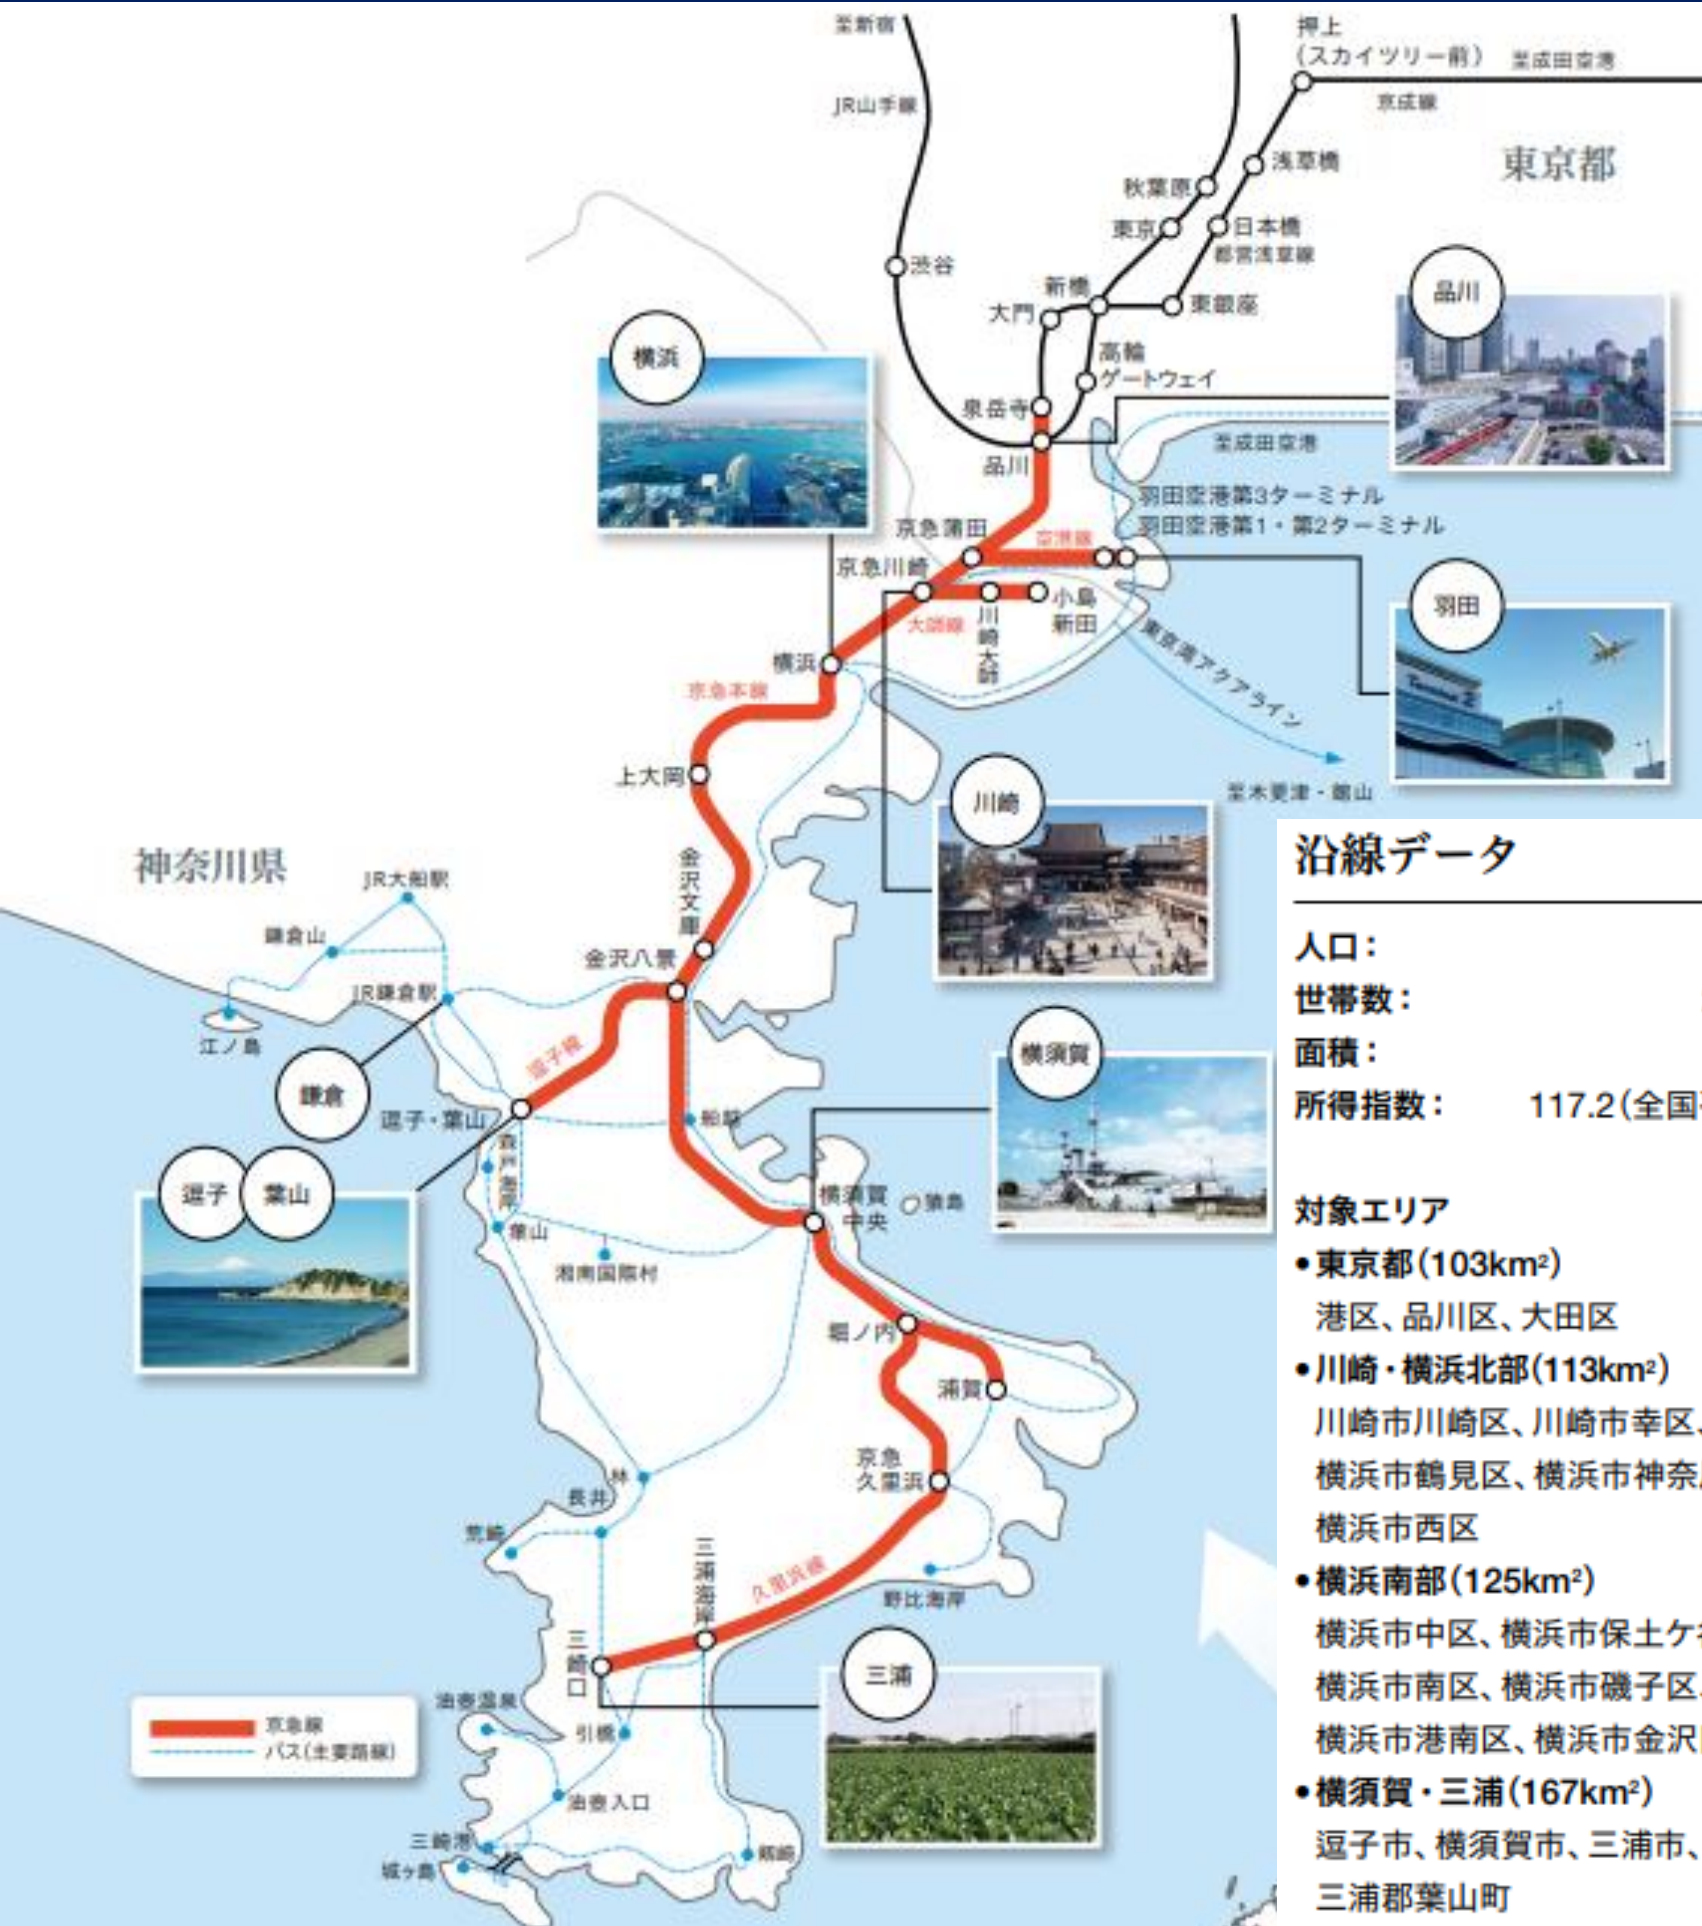 至新宿
押上
(スカイツリー前)
至成田空港
JR山手線
京成線
東京都
浅草橋
秋葉原
東京
日本橋
都営浅草線
渋谷
新橋
東銀座
大門
品川
高輪
ゲートウェイ
横浜
泉岳寺
至成田空港
品川
羽田空港第3ターミナル
羽田空港第1・第2ターミナル
京急蒲田
空港線
京急川崎
小島
新田
川崎大師
大師線
羽田
東京湾アクアライン
横浜
京急本線
Terminal 2
上大岡
至木更津・館山
川崎
神奈川県
JR大船駅
金沢文庫
鎌倉山
金沢八景
JR鎌倉駅
江ノ島
逗子線
鎌倉
横須賀
逗子・葉山
船越
森戸海岸
逗子
葉山
横須賀
中央
猿島
葉山
湘南国際村
堀ノ内
浦賀
京急
久里浜
林
長井
荒崎
三浦海岸
久里浜線
野比海岸
三崎口
三浦
油壺温泉
引橋
京急線
バス(主要路線)
油壺入口
三崎港
城ヶ島
剱崎
沿線データ
人口：
世帯数：
面積：
所得指数： 117.2(全国
対象エリア
•東京都(103km²)
港区、品川区、大田区
•川崎・横浜北部(113km²)
川崎市川崎区、川崎市幸区、
横浜市鶴見区、横浜市神奈
横浜市西区
•横浜南部(125km²)
横浜市中区、横浜市保土ケ
横浜市南区、横浜市磯子区、
横浜市港南区、横浜市金沢
•横須賀・三浦(167km²)
逗子市、横須賀市、三浦市、
三浦郡葉山町